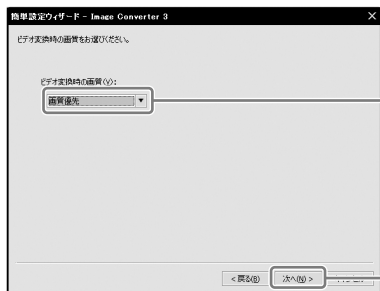 簡単設定ウィザード - Image Converter 3
ビデオ変換時の画質をお選びください。
ビデオ変換時の画質(V):
画質優先
< 戻る(B)
次へ(N) >